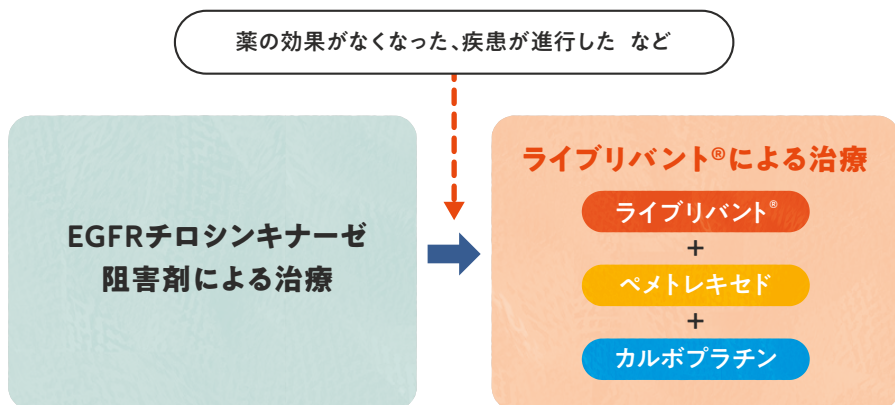 薬の効果がなくなった、疾患が進行した など
EGFRチロシンキナーゼ
阻害剤による治療
ライブリバント®による治療
ライブリバント®
+
ペメトレキセド
+
カルボプラチン